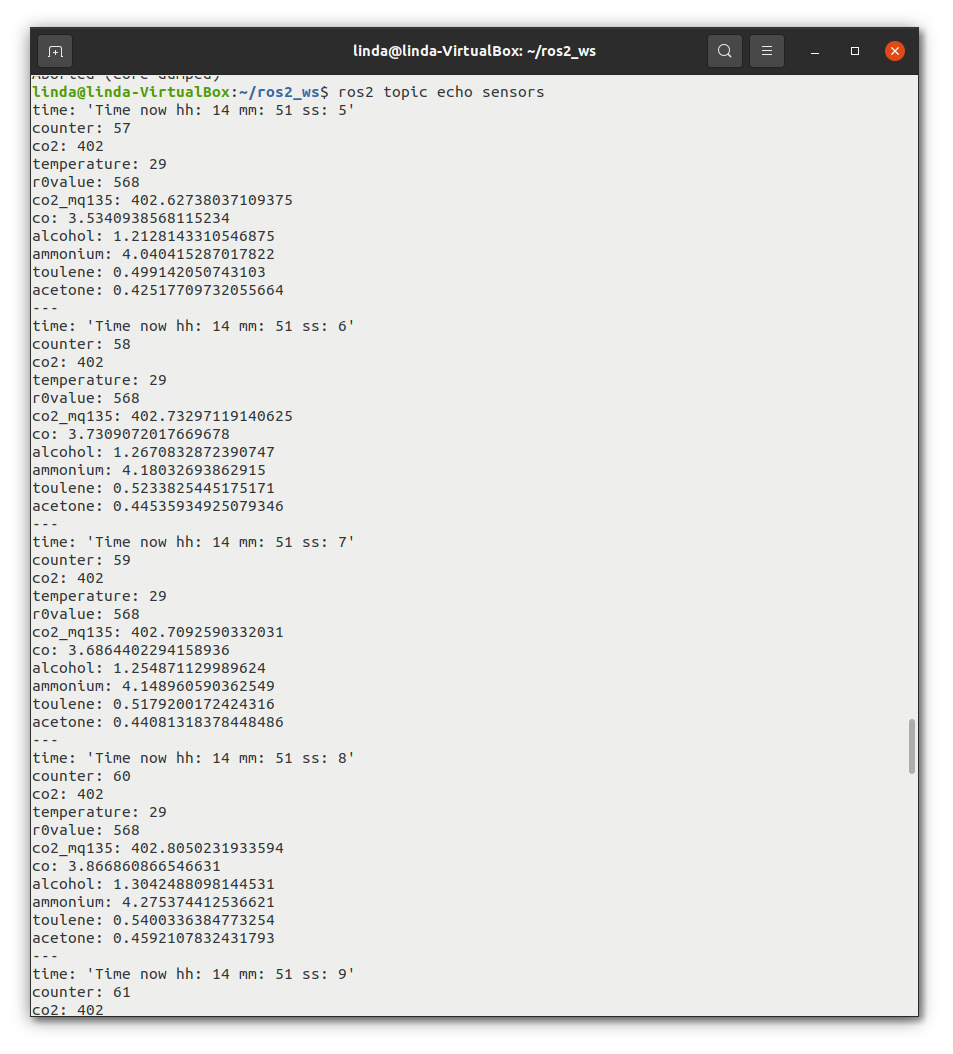 linda@linda-VirtualBox: ~/ros2_ws
Aborted (core dumped)
linda@linda-VirtualBox:~/ros2_ws$ ros2 topic echo sensors
time: 'Time now hh: 14 mm: 51 ss: 5'
counter: 57
co2: 402
temperature: 29
r0value: 568
co2_mq135: 402.62738037109375
co: 3.5340938568115234
alcohol: 1.2128143310546875
ammonium: 4.040415287017822
toulene: 0.499142050743103
acetone: 0.42517709732055664
---
time: 'Time now hh: 14 mm: 51 ss: 6'
counter: 58
co2: 402
temperature: 29
r0value: 568
co2_mq135: 402.73297119140625
co: 3.7309072017669678
alcohol: 1.2670832872390747
ammonium: 4.18032693862915
toulene: 0.5233825445175171
acetone: 0.44535934925079346
---
time: 'Time now hh: 14 mm: 51 ss: 7'
counter: 59
co2: 402
temperature: 29
r0value: 568
co2_mq135: 402.7092590332031
co: 3.6864402294158936
alcohol: 1.254871129989624
ammonium: 4.148960590362549
toulene: 0.5179200172424316
acetone: 0.44081318378448486
---
time: 'Time now hh: 14 mm: 51 ss: 8'
counter: 60
co2: 402
temperature: 29
r0value: 568
co2_mq135: 402.8050231933594
co: 3.866860866546631
alcohol: 1.3042488098144531
ammonium: 4.275374412536621
toulene: 0.5400336384773254
acetone: 0.4592107832431793
---
time: 'Time now hh: 14 mm: 51 ss: 9'
counter: 61
co2: 402